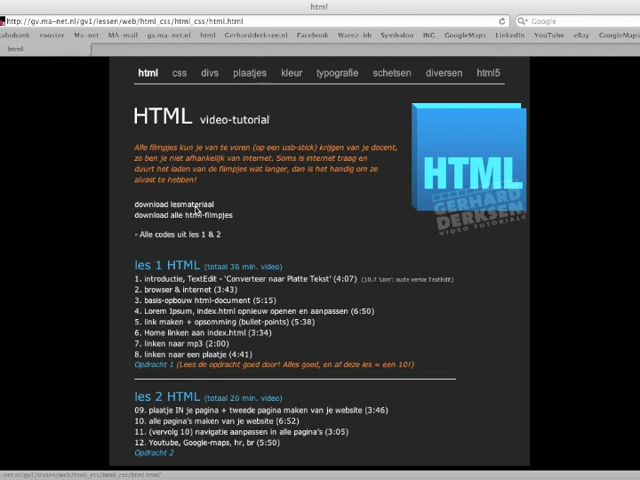 html
http://gv.ma-net.nl/gv1/lessen/web/html_css/html_css/html.html
Google
rooster Ma-net MA-mail gv.ma-net.nl html Gerhardderksen.nl Facebook Warez-bb Symbaloo ING GoogleMaps LinkedIn YouTube eBay GoogleMaps
html
html css divs plaatjes kleur typografie schetsen diversen html5
HTML video-tutorial
Alle filmpjes kun je van te voren (op een usb-stick) krijgen van je docent,
zo ben je niet afhankelijk van internet. Soms is internet traag en
duurt het laden van de filmpjes wat langer, dan is het handig om ze
alvast te hebben!
HTML
GERHARD
DERKSEN
VIDEO TUTORIALS
download lesmateriaal
download alle html-filmpjes
- Alle codes uit les 1 & 2
les 1 HTML (totaal 36 min. video)
1. introductie, TextEdit - 'Converteer naar Platte Tekst' (4:07) (10.7 'Lion': oude versie TextEdit)
2. browser & internet (3:43)
3. basis-opbouw html-document (5:15)
4. Lorem Ipsum, index.html opnieuw openen en aanpassen (6:50)
5. link maken + opsomming (bullet-points) (5:38)
6. Home linken aan index.html (3:34)
7. linken naar mp3 (2:00)
8. linken naar een plaatje (4:41)
Opdracht 1 (Lees de opdracht goed door! Alles goed, en af deze les = een 10!)
les 2 HTML (totaal 20 min. video)
09. plaatje IN je pagina + tweede pagina maken van je website (3:46)
10. alle pagina's maken van je website (6:52)
11. (vervolg 10) navigatie aanpassen in alle pagina's (3:05)
12. Youtube, Google-maps, hr, br (5:50)
Opdracht 2